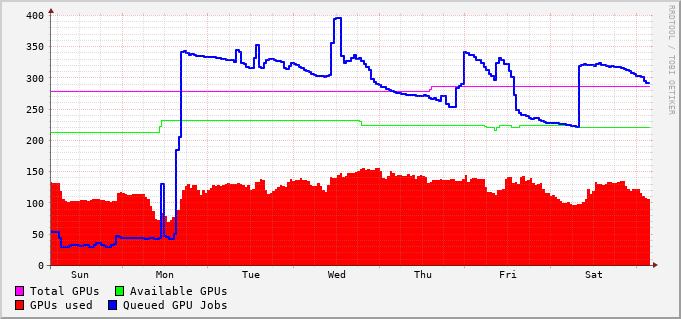 400
350
300
250
200
150
100
50
0
Sun Mon Tue Wed Thu Fri Sat
Total GPUs Available GPUs
GPUs used Queued GPU Jobs
RRDTOOL / TOBI OETIKER